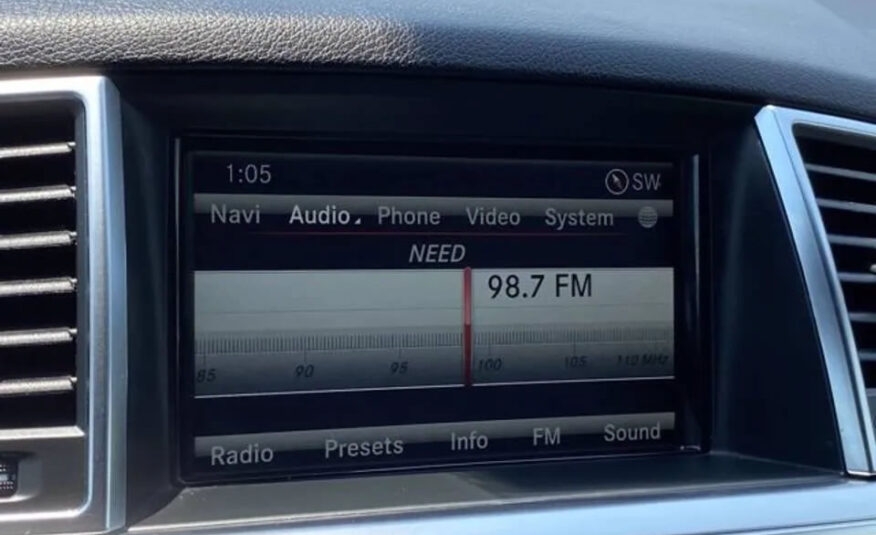 1:05 SW
Navi Audio Phone Video System
NEED
98.7 FM
85 90 95 100 105 110 MHz
Radio Presets Info FM Sound